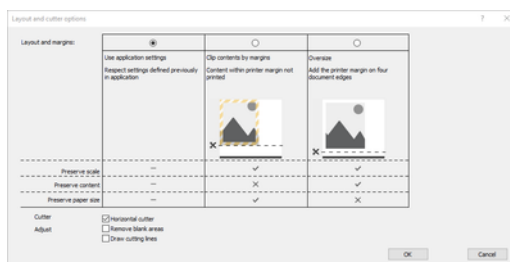 Layout and cutter options
? ×
Layout and margins:
Use application settings
Respect settings defined previously
in application
Clip contents by margins
Content within printer margin not
printed
Oversize
Add the printer margin on four
document edges
Preserve scale — ✓ ✓
Preserve content — × ✓
Preserve paper size — ✓ ×
Cutter
Horizontal cutter
Adjust
Remove blank areas
Draw cutting lines
OK
Cancel